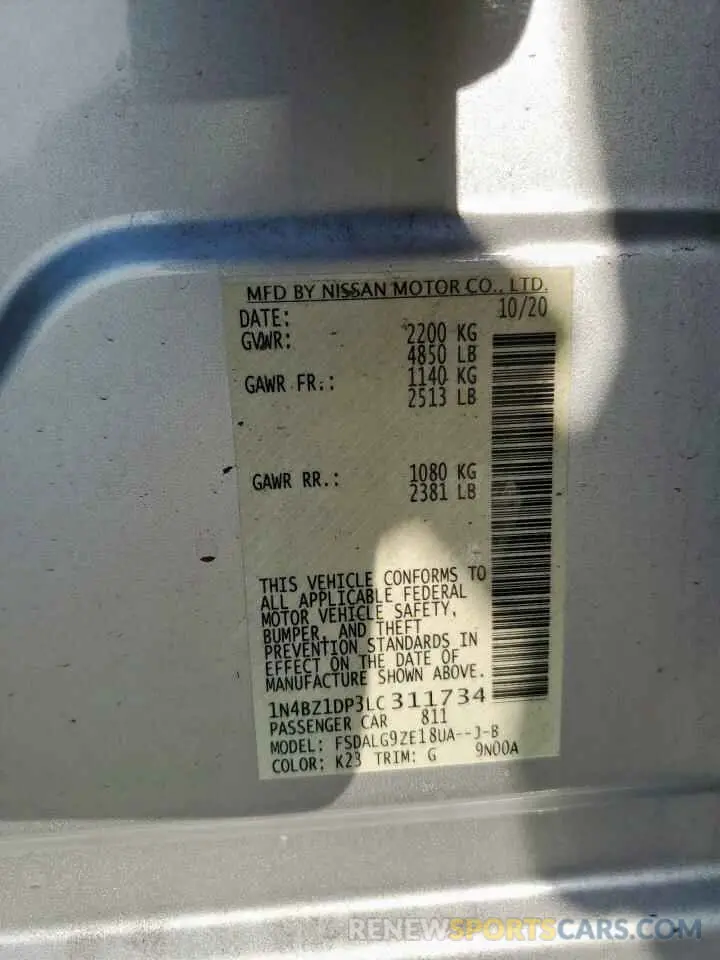 MFD BY NISSAN MOTOR CO., LTD.
DATE: 10/20
GVWR: 2200 KG
4850 LB
GAWR FR.: 1140 KG
2513 LB
GAWR RR.: 1080 KG
2381 LB
THIS VEHICLE CONFORMS TO
ALL APPLICABLE FEDERAL
MOTOR VEHICLE SAFETY,
BUMPER, AND THEFT
PREVENTION STANDARDS IN
EFFECT ON THE DATE OF
MANUFACTURE SHOWN ABOVE.
1N4BZ1DP3LC311734
PASSENGER CAR 811
MODEL: FSDALG9ZE18UA--J-B
COLOR: K23 TRIM: G 9N00A
RENEWSPORTSCARS.COM